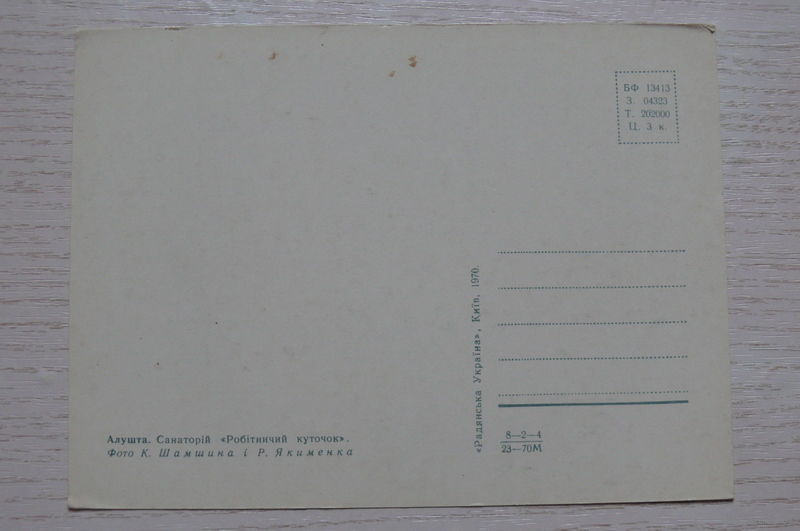 БФ 13413
З. 04323
Т. 202000
Ц. 3 к.
«Радянська Україна», Київ, 1970.
8—2—4
23—70М
Алушта. Санаторій «Робітничий куточок».
Фото К. Шамшина і Р. Якименка